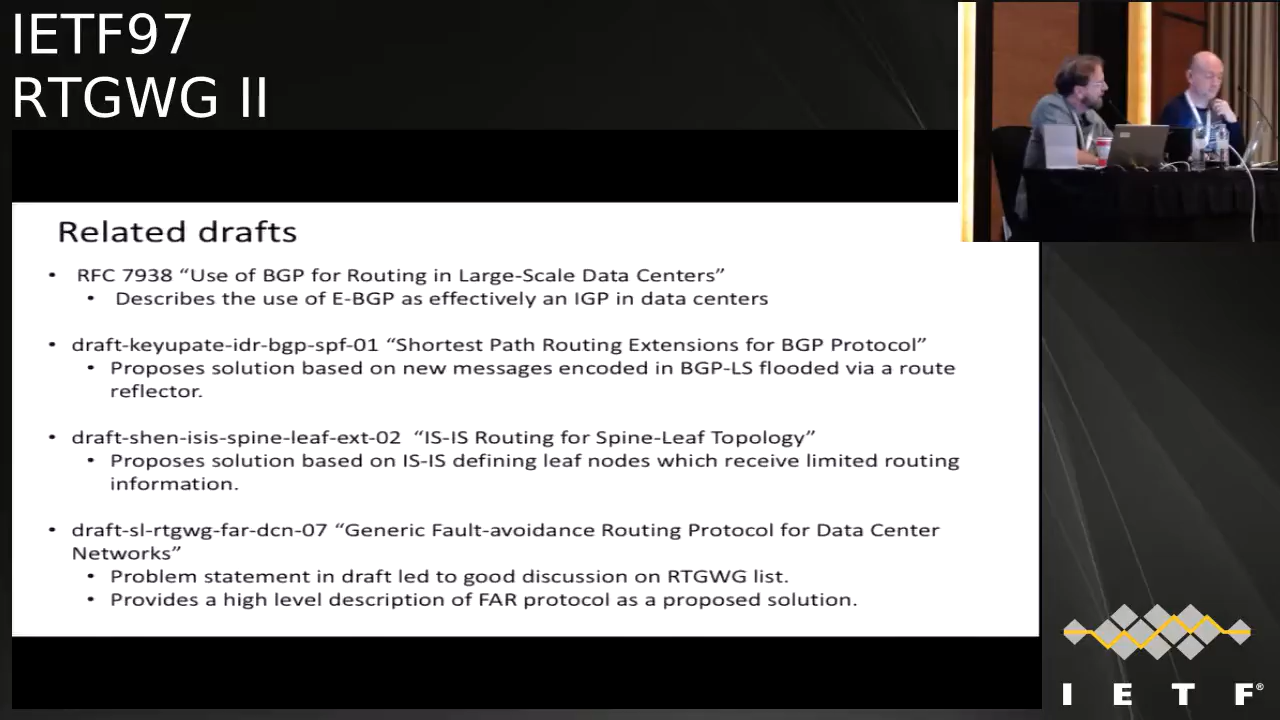 IETF97
RTGWG II
Related drafts
• RFC 7938 “Use of BGP for Routing in Large-Scale Data Centers”
• Describes the use of E-BGP as effectively an IGP in data centers
• draft-keyupate-idr-bgp-spf-01 “Shortest Path Routing Extensions for BGP Protocol”
• Proposes solution based on new messages encoded in BGP-LS flooded via a route
reflector.
• draft-shen-isis-spine-leaf-ext-02 “IS-IS Routing for Spine-Leaf Topology”
• Proposes solution based on IS-IS defining leaf nodes which receive limited routing
information.
• draft-sl-rtgwg-far-dcn-07 “Generic Fault-avoidance Routing Protocol for Data Center
Networks”
• Problem statement in draft led to good discussion on RTGWG list.
• Provides a high level description of FAR protocol as a proposed solution.
I E T F®